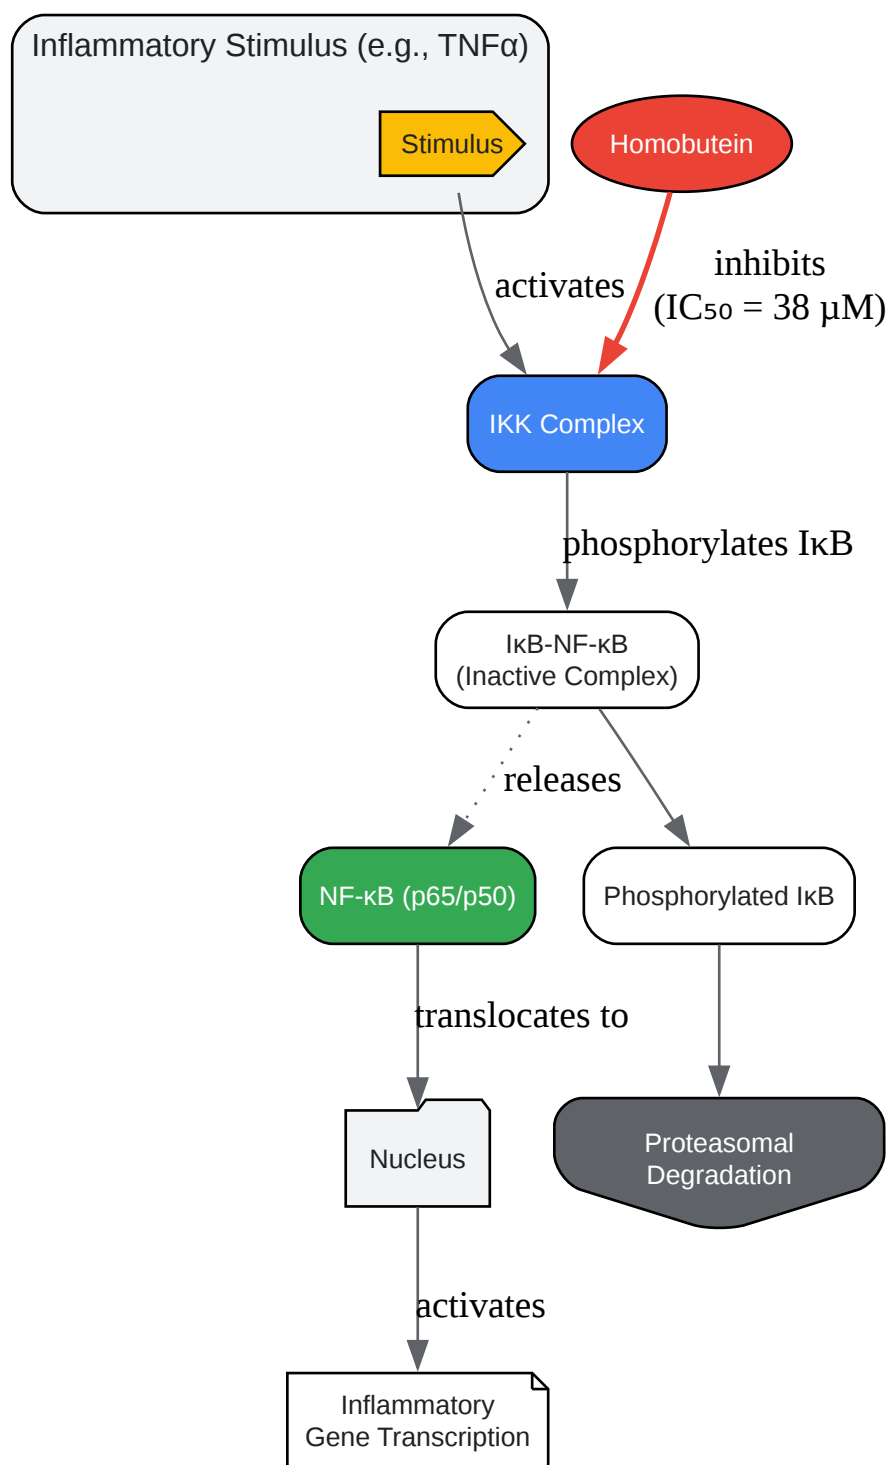 Inflammatory Stimulus (e.g., TNFα)
Stimulus
Homobutein
activates
inhibits
(IC₅₀ = 38 µM)
IKK Complex
phosphorylates IκB
IκB-NF-κB
(Inactive Complex)
releases
NF-κB (p65/p50)
Phosphorylated IκB
translocates to
Nucleus
Proteasomal
Degradation
activates
Inflammatory
Gene Transcription